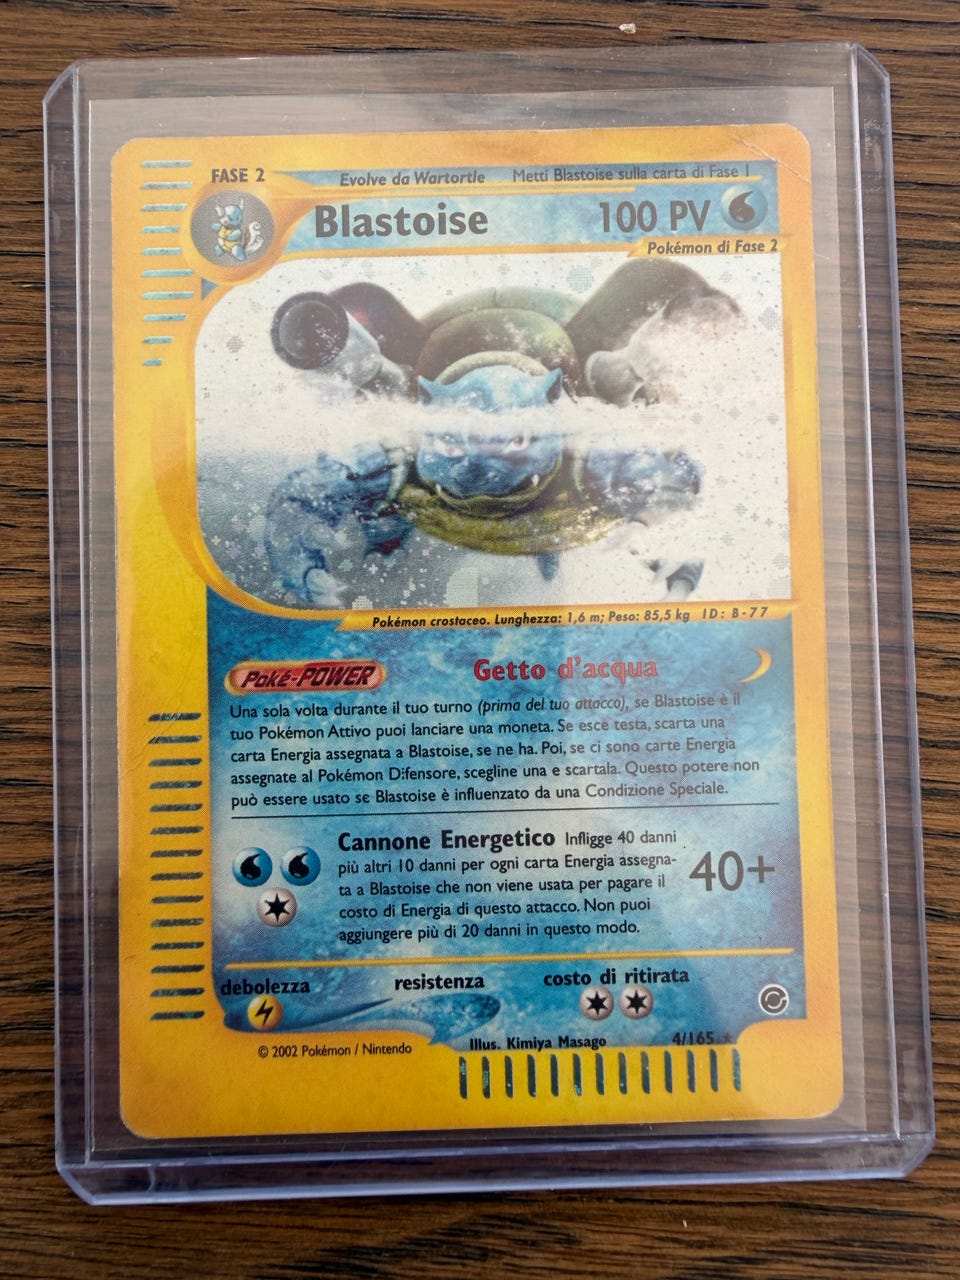 FASE 2
Evolve da Wartortle
Metti Blastoise sulla carta di Fase 1
Blastoise
100 PV
Pokémon di Fase 2
Pokémon crostaceo. Lunghezza: 1,6 m; Peso: 85,5 kg ID: B-77
Poké-POWER
Getto d'acqua
Una sola volta durante il tuo turno (prima del tuo attacco), se Blastoise è il
tuo Pokémon Attivo puoi lanciare una moneta. Se esce testa, scarta una
carta Energia assegnata a Blastoise, se ne ha. Poi, se ci sono carte Energia
assegnate al Pokémon Difensore, scegline una e scartala. Questo potere non
può essere usato se Blastoise è influenzato da una Condizione Speciale.
Cannone Energetico Infligge 40 danni
più altri 10 danni per ogni carta Energia assegna-
ta a Blastoise che non viene usata per pagare il
costo di Energia di questo attacco. Non puoi
aggiungere più di 20 danni in questo modo.
40+
debolezza
resistenza
costo di ritirata
© 2002 Pokémon / Nintendo
Illus. Kimiya Masago
4/165 ★